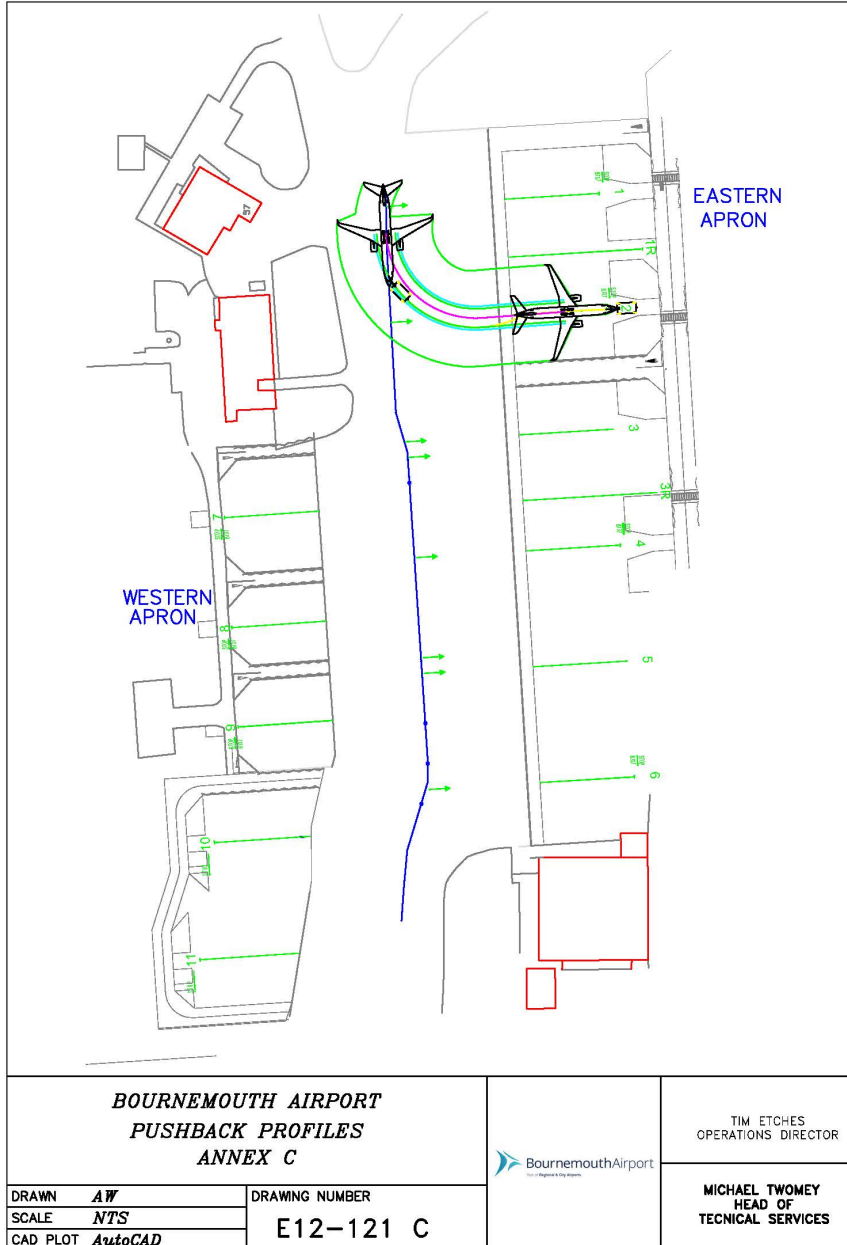 57
1
EASTERN
APRON
1R
2
3
3R
7
4
WESTERN
APRON
8
5
9
6
10
11
BOURNEMOUTH AIRPORT
PUSHBACK PROFILES
ANNEX C
BournemouthAirport
TIM ETCHES
OPERATIONS DIRECTOR
MICHAEL TWOMEY
HEAD OF
TECNICAL SERVICES
DRAWN AW
SCALE NTS
CAD PLOT AutoCAD
DRAWING NUMBER
E12-121 C